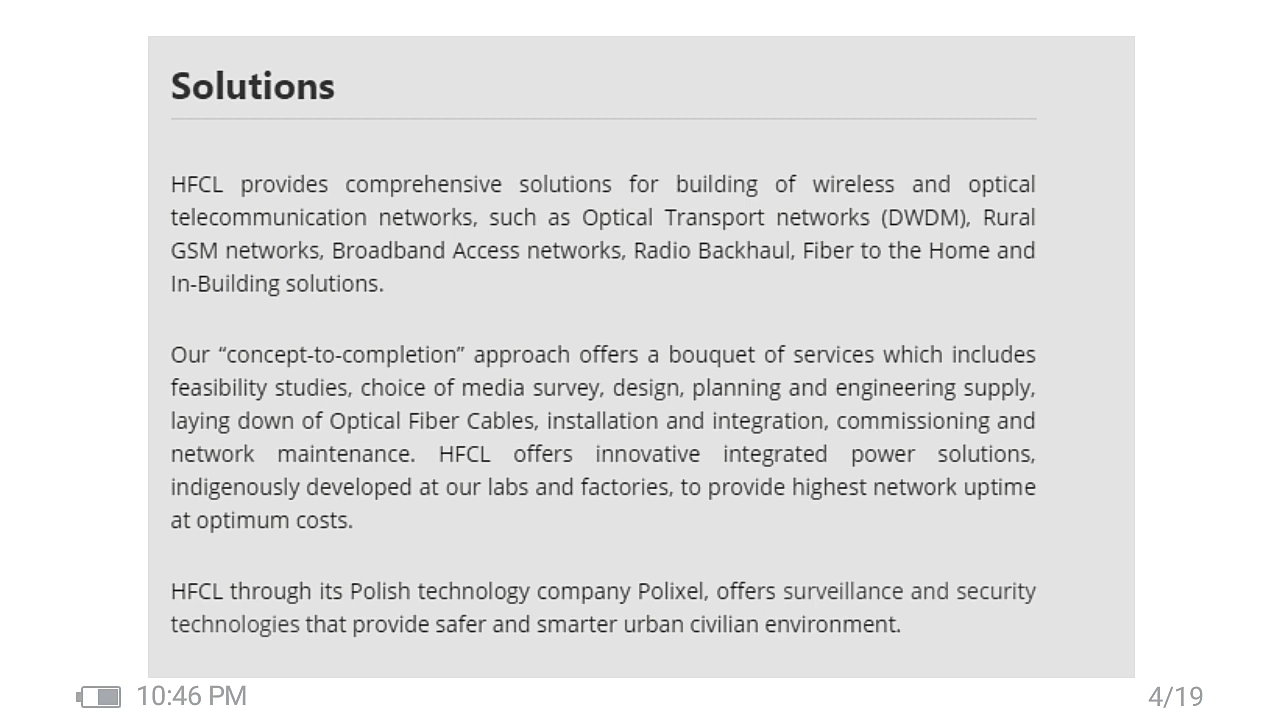 Solutions
HFCL provides comprehensive solutions for building of wireless and optical
telecommunication networks, such as Optical Transport networks (DWDM), Rural
GSM networks, Broadband Access networks, Radio Backhaul, Fiber to the Home and
In-Building solutions.
Our “concept-to-completion” approach offers a bouquet of services which includes
feasibility studies, choice of media survey, design, planning and engineering supply,
laying down of Optical Fiber Cables, installation and integration, commissioning and
network maintenance. HFCL offers innovative integrated power solutions,
indigenously developed at our labs and factories, to provide highest network uptime
at optimum costs.
HFCL through its Polish technology company Polixel, offers surveillance and security
technologies that provide safer and smarter urban civilian environment.
10:46 PM
4/19